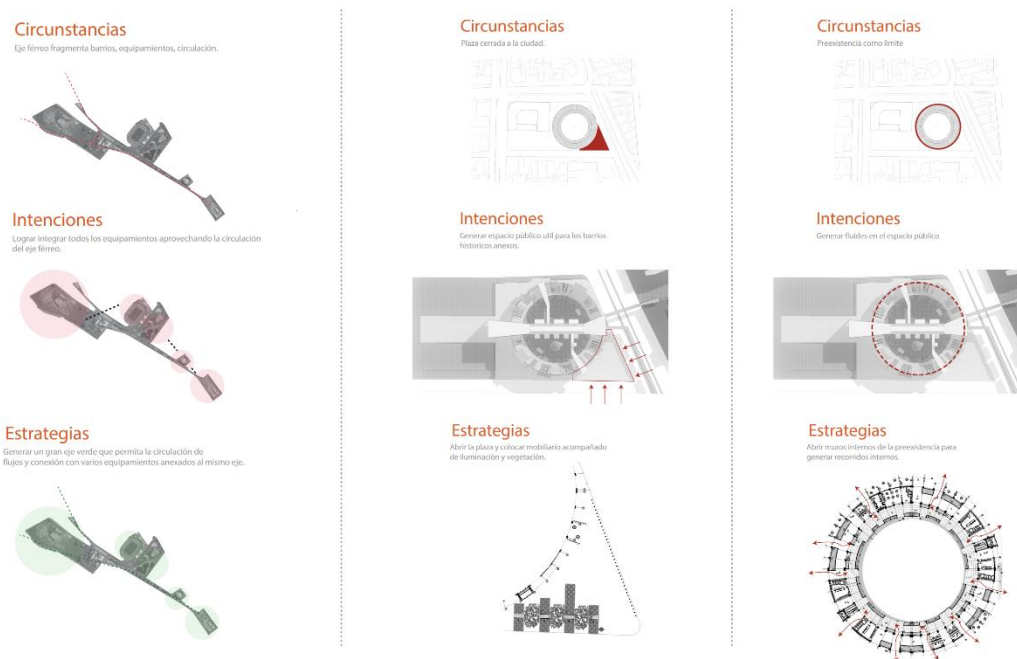 Circunstancias
Eje férreo fragmenta barrios, equipamientos, circulación.
Intenciones
Lograr integrar todos los equipamientos aprovechando la circulación
del eje férreo.
Estrategias
Generar un gran eje verde que permita la circulación de
flujos y conexión con varios equipamientos anexados al mismo eje.
Circunstancias
Plaza cerrada a la ciudad.
Intenciones
Generar espacio público util para los barrios
historicos anexos.
Estrategias
Abrir la plaza y colocar mobiliario acompañado
de iluminación y vegetación.
Circunstancias
Preexistencia como limite
Intenciones
Generar fluides en el espacio público
Estrategias
Abrir muros internos de la preexistencia para
generar recorridos internos.